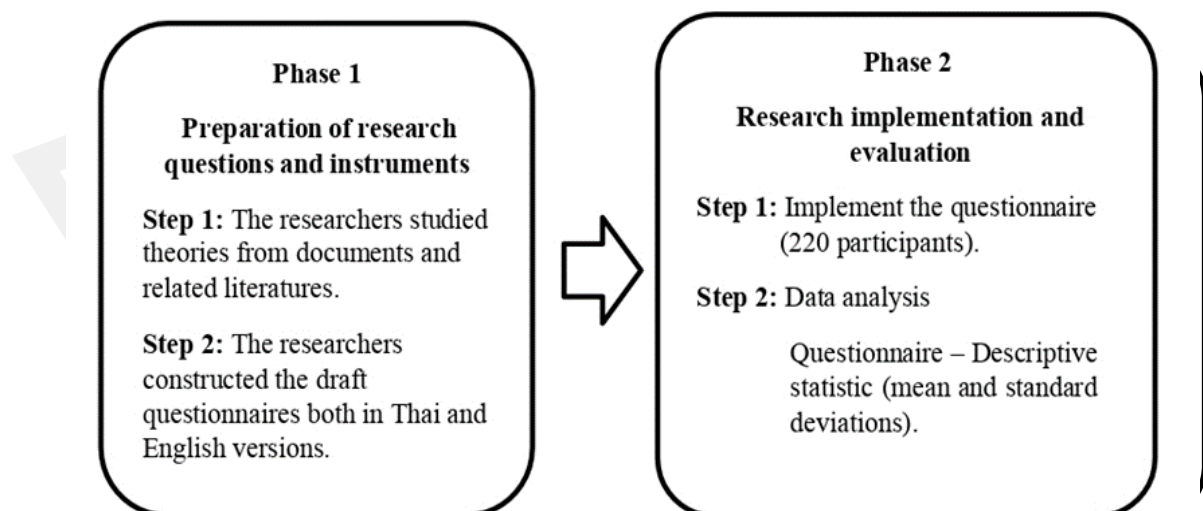 Phase 1
Preparation of research
questions and instruments
Step 1: The researchers studied
theories from documents and
related literatures.
Step 2: The researchers
constructed the draft
questionnaires both in Thai and
English versions.
Phase 2
Research implementation and
evaluation
Step 1: Implement the questionnaire
(220 participants).
Step 2: Data analysis
Questionnaire – Descriptive
statistic (mean and standard
deviations).